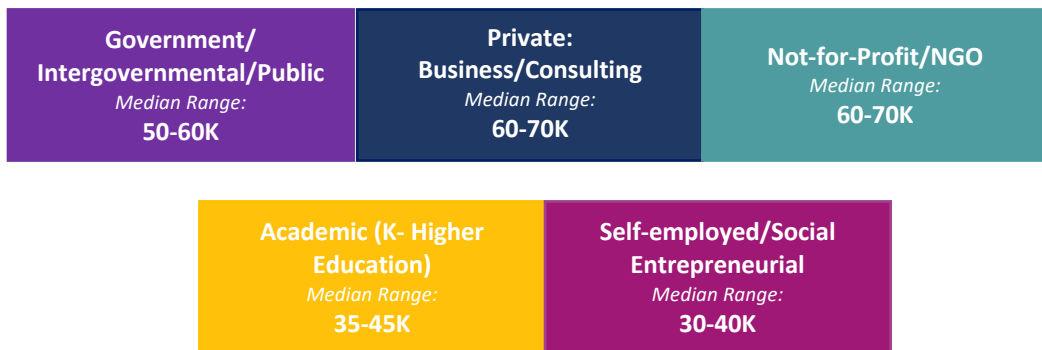 Government/
Intergovernmental/Public
Median Range:
50-60K
Private:
Business/Consulting
Median Range:
60-70K
Not-for-Profit/NGO
Median Range:
60-70K
Academic (K- Higher
Education)
Median Range:
35-45K
Self-employed/Social
Entrepreneurial
Median Range:
30-40K